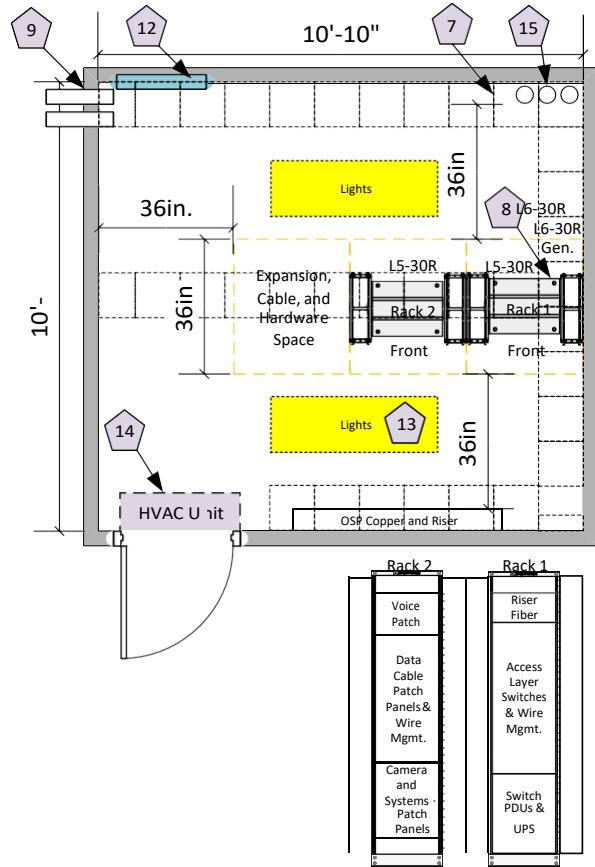 9
12
10'-10"
7
15
Lights
36in
36in.
8
L6-30R
L6-30R
Gen.
L5-30R
L5-30R
Expansion,
Cable, and
Hardware
Space
36in
Rack 2
Rack 1
Front
Front
10'-
Lights
13
36in
14
HVAC Unit
OSP Copper and Riser
Rack 2
Rack 1
Voice
Patch
Riser
Fiber
Data
Cable
Patch
Panels &
Wire
Mgmt.
Access
Layer
Switches
& Wire
Mgmt.
Camera
and
Systems
Patch
Panels
Switch
PDUs &
UPS